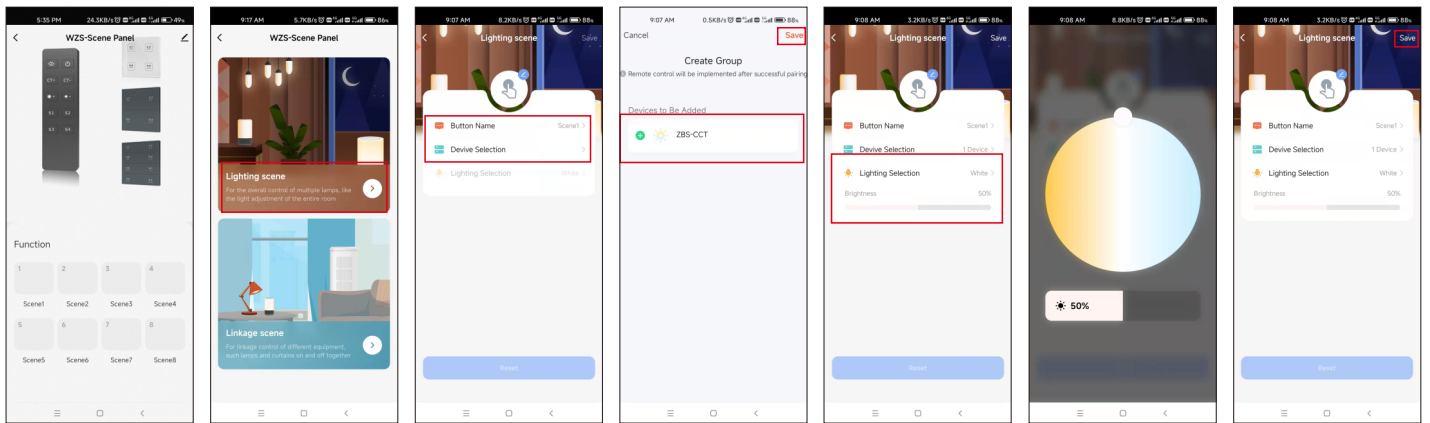 5:35 PM 24.3KB/s 49%
WZS-Scene Panel
CT+ CT-
S1 S2
S3 S4
Function
1 2 3 4
Scene1 Scene2 Scene3 Scene4
5 6 7 8
Scene5 Scene6 Scene7 Scene8
9:17 AM 5.7KB/s 86%
WZS-Scene Panel
Lighting scene
For the overall control of multiple lamps, like
the light adjustment of the entire room
Linkage scene
For linkage control of different equipment,
such lamps and curtains on and off together
9:07 AM 8.2KB/s 88%
Lighting scene Save
Button Name Scene1 >
Devive Selection >
Lighting Selection White >
Reset
9:07 AM 0.5KB/s 88%
Cancel Save
Create Group
Remote control will be implemented after successful pairing
Devices to Be Added
ZBS-CCT
9:08 AM 3.2KB/s 88%
Lighting scene Save
Button Name Scene1 >
Devive Selection 1 Device >
Lighting Selection White >
Brightness 50%
Reset
9:08 AM 8.8KB/s 88%
50%
9:08 AM 3.2KB/s 88%
Lighting scene Save
Button Name Scene1 >
Devive Selection 1 Device >
Lighting Selection White >
Brightness 50%
Reset